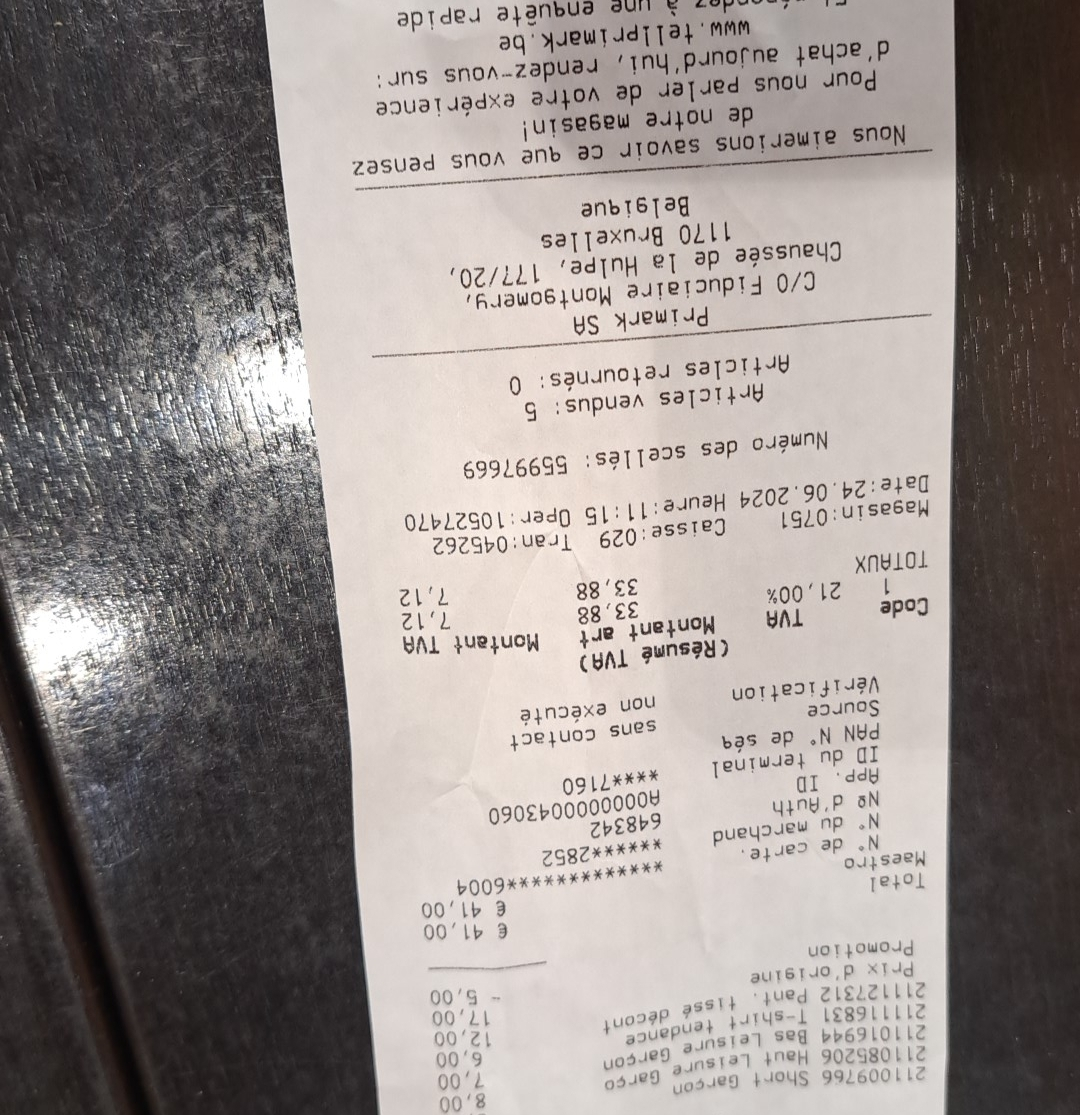 211009766 Short Garçon
211085206 Haut Leisure Garço 8,00
211016944 Bas Leisure Garçon 7,00
211116831 T-shirt tendance 6,00
211127312 Pant. tissé décont 12,00
Prix d'origine 17,00
Promotion - 5,00
Total € 41,00
Maestro € 41,00
N° de carte. ***************6004
N° du marchand *******2852
Nº d'Auth 648342
App. ID A0000000043060
ID du terminal ****7160
PAN N° de séq
Source sans contact
Vérification non exécuté
(Résumé TVA)
Code TVA Montant art Montant TVA
1 21,00% 33,88 7,12
TOTAUX 33,88 7,12
Magasin:0751 Caisse:029 Tran:045262
Date:24.06.2024 Heure:11:15 Oper:10527470
Numéro des scellés: 55997669
Articles vendus: 5
Articles retournés: 0
Primark SA
C/O Fiduciaire Montgomery,
Chaussée de la Hulpe, 177/20,
1170 Bruxelles
Belgique
Nous aimerions savoir ce que vous pensez
de notre magasin!
Pour nous parler de votre expérience
d'achat aujourd'hui, rendez-vous sur:
www.tellprimark.be
à une enquête rapide